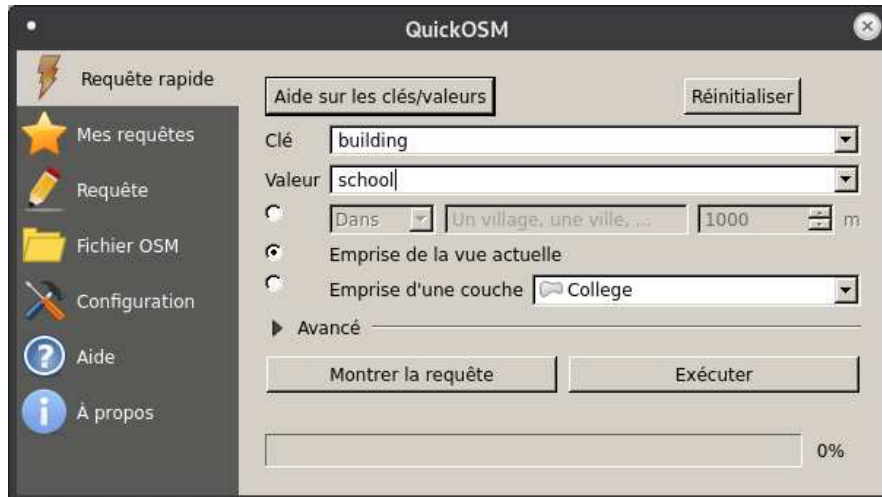 QuickOSM
Requête rapide
Mes requêtes
Requête
Fichier OSM
Configuration
Aide
À propos
Aide sur les clés/valeurs
Réinitialiser
Clé building
Valeur school
Dans Un village, une ville, ... 1000 m
Emprise de la vue actuelle
Emprise d'une couche College
Avancé
Montrer la requête Exécuter
0%